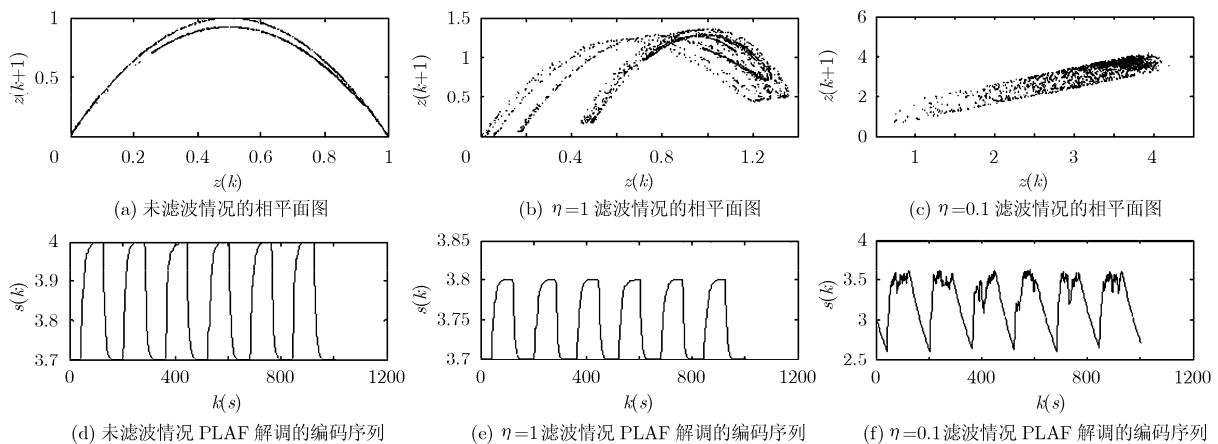 1
0.5
z(k+1)
0
0.2
0.4
0.6
0.8
1
z(k)
(a) 未滤波情况的相平面图
1.5
1.0
0.5
z(k+1)
0
0.4
0.8
1.2
z(k)
(b) η=1 滤波情况的相平面图
6
4
2
0
z(k+1)
1
2
3
4
z(k)
(c) η=0.1 滤波情况的相平面图
4
3.9
3.8
3.7
s(k)
0
400
800
1200
k(s)
(d) 未滤波情况 PLAF 解调的编码序列
3.85
3.8
3.75
3.7
s(k)
0
400
800
1200
k(s)
(e) η=1滤波情况 PLAF 解调的编码序列
4
3.5
3
2.5
s(k)
0
400
800
1200
k(s)
(f) η=0.1滤波情况 PLAF 解调的编码序列